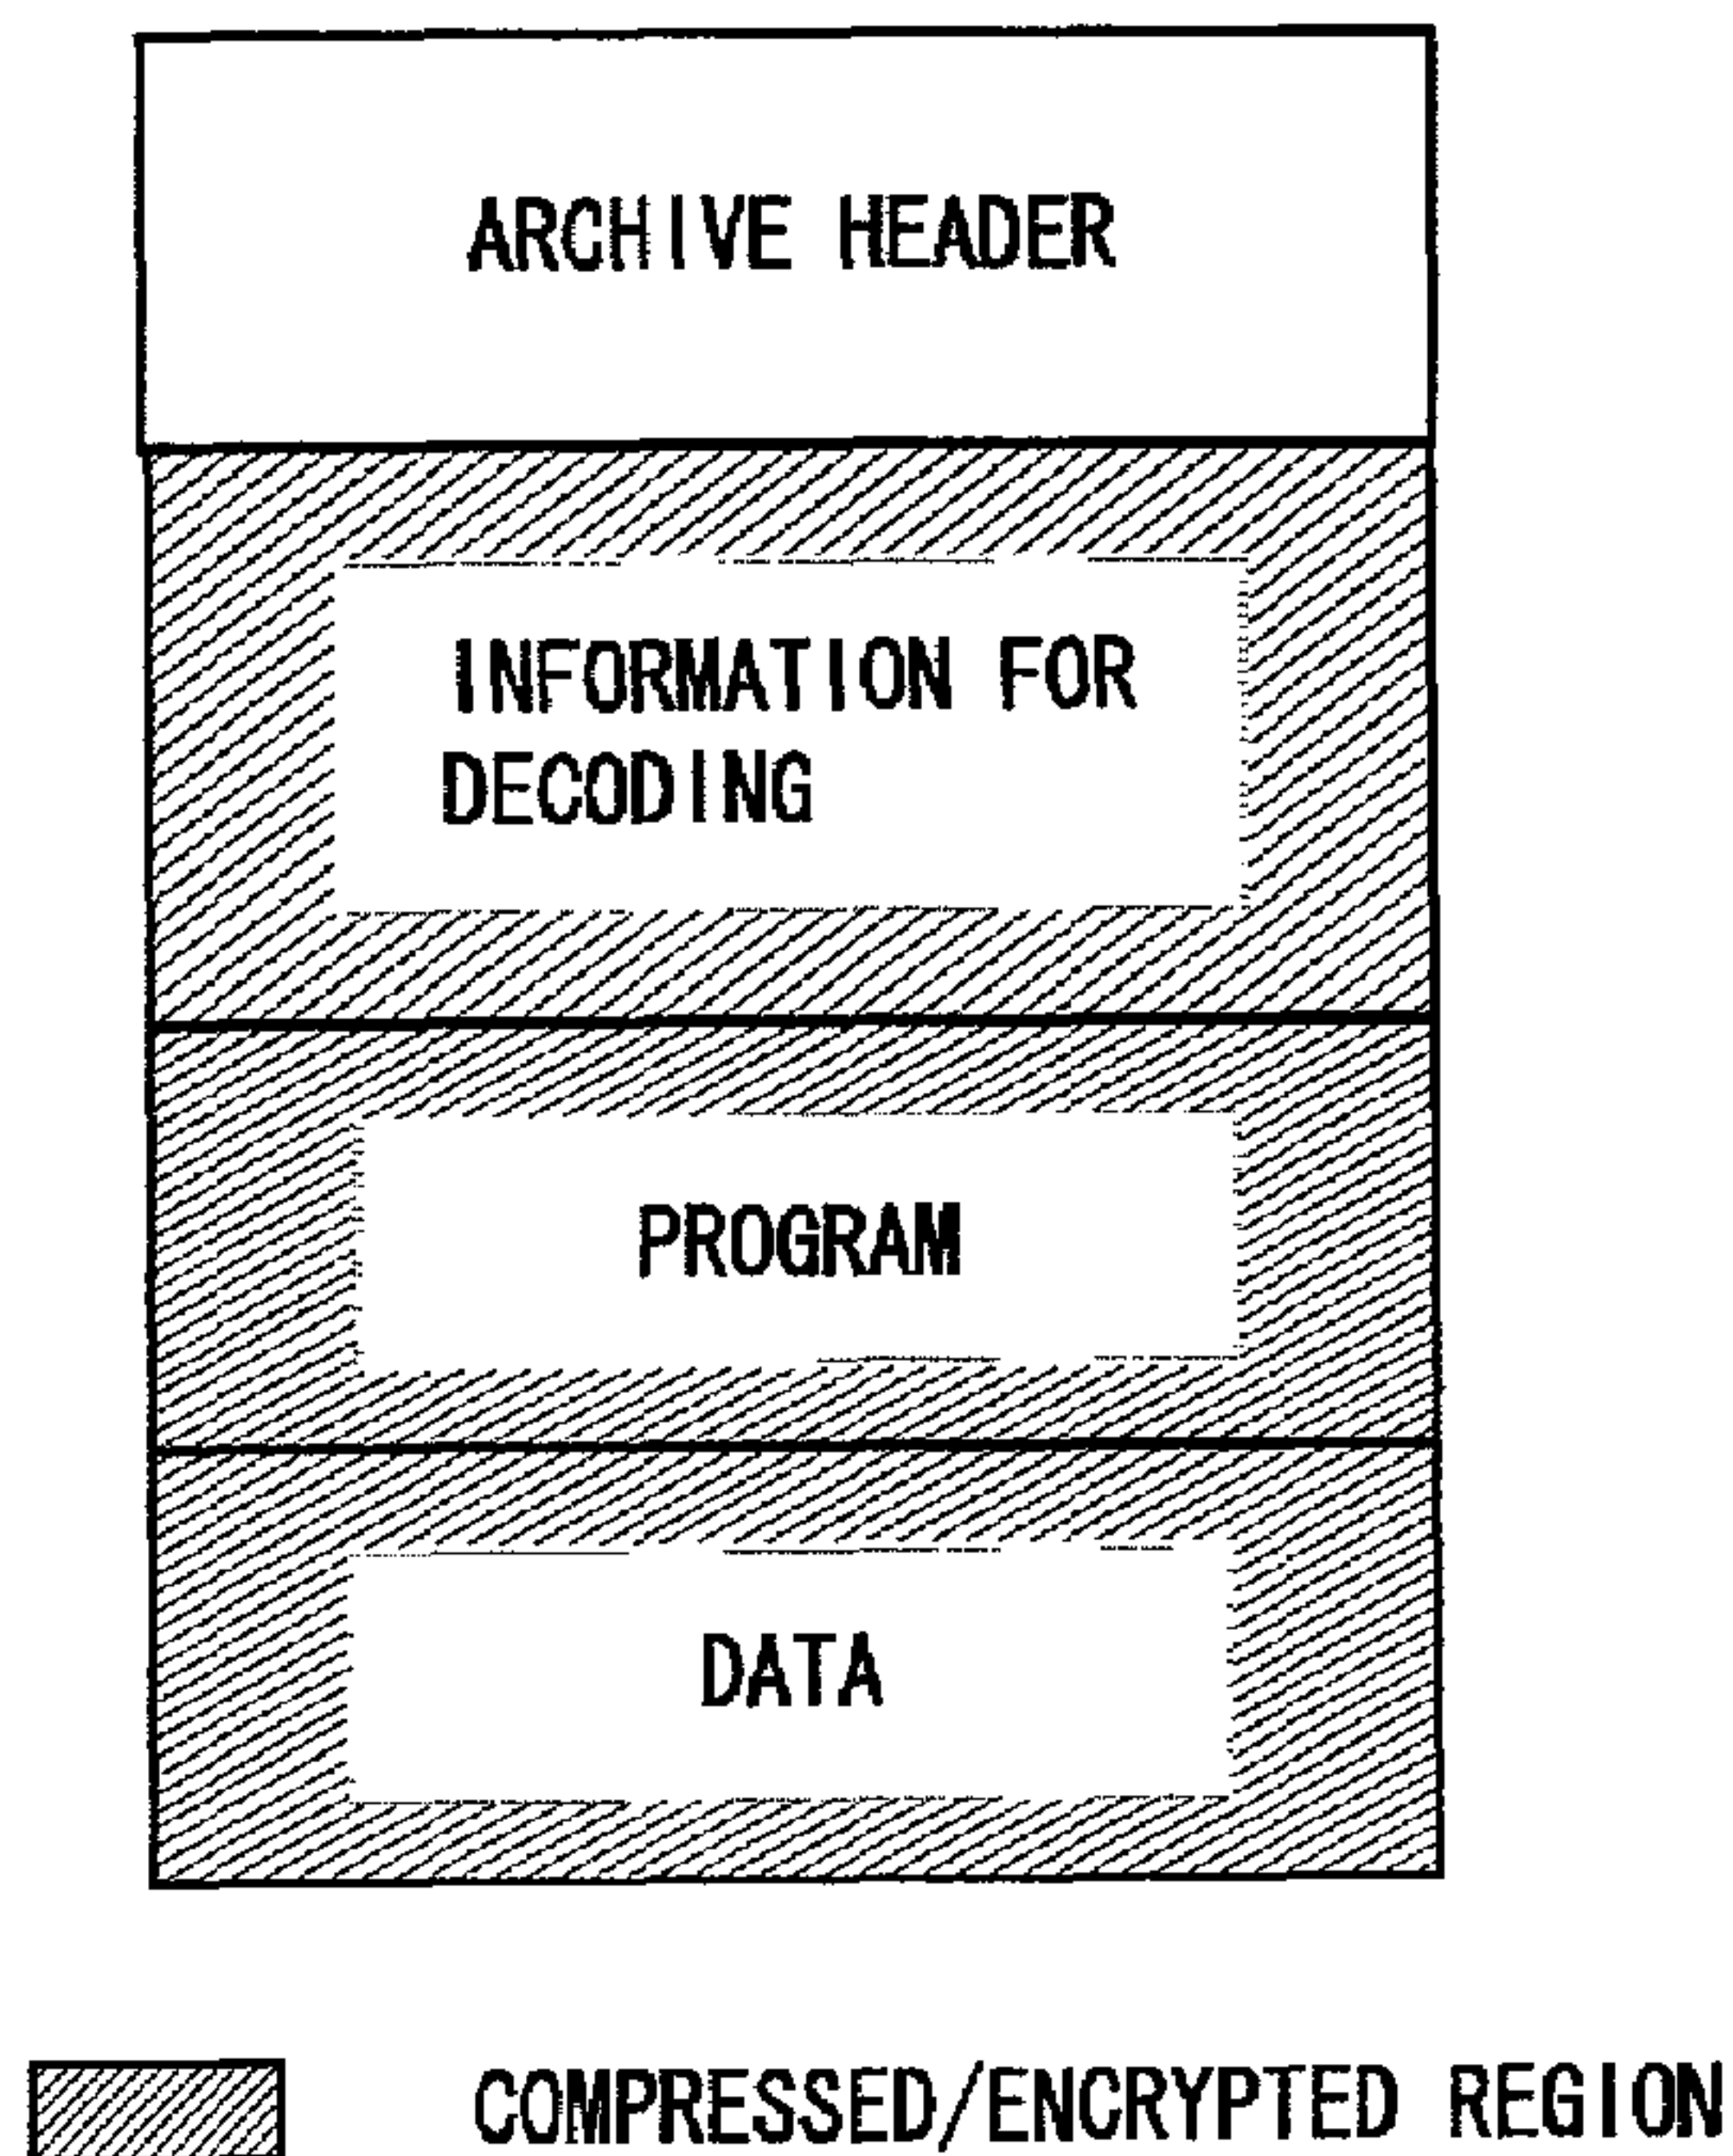 ARCHIVE HEADER
INFORMATION FOR
DECODING
PROGRAM
DATA
COMPRESSED/ENCRYPTED REGION